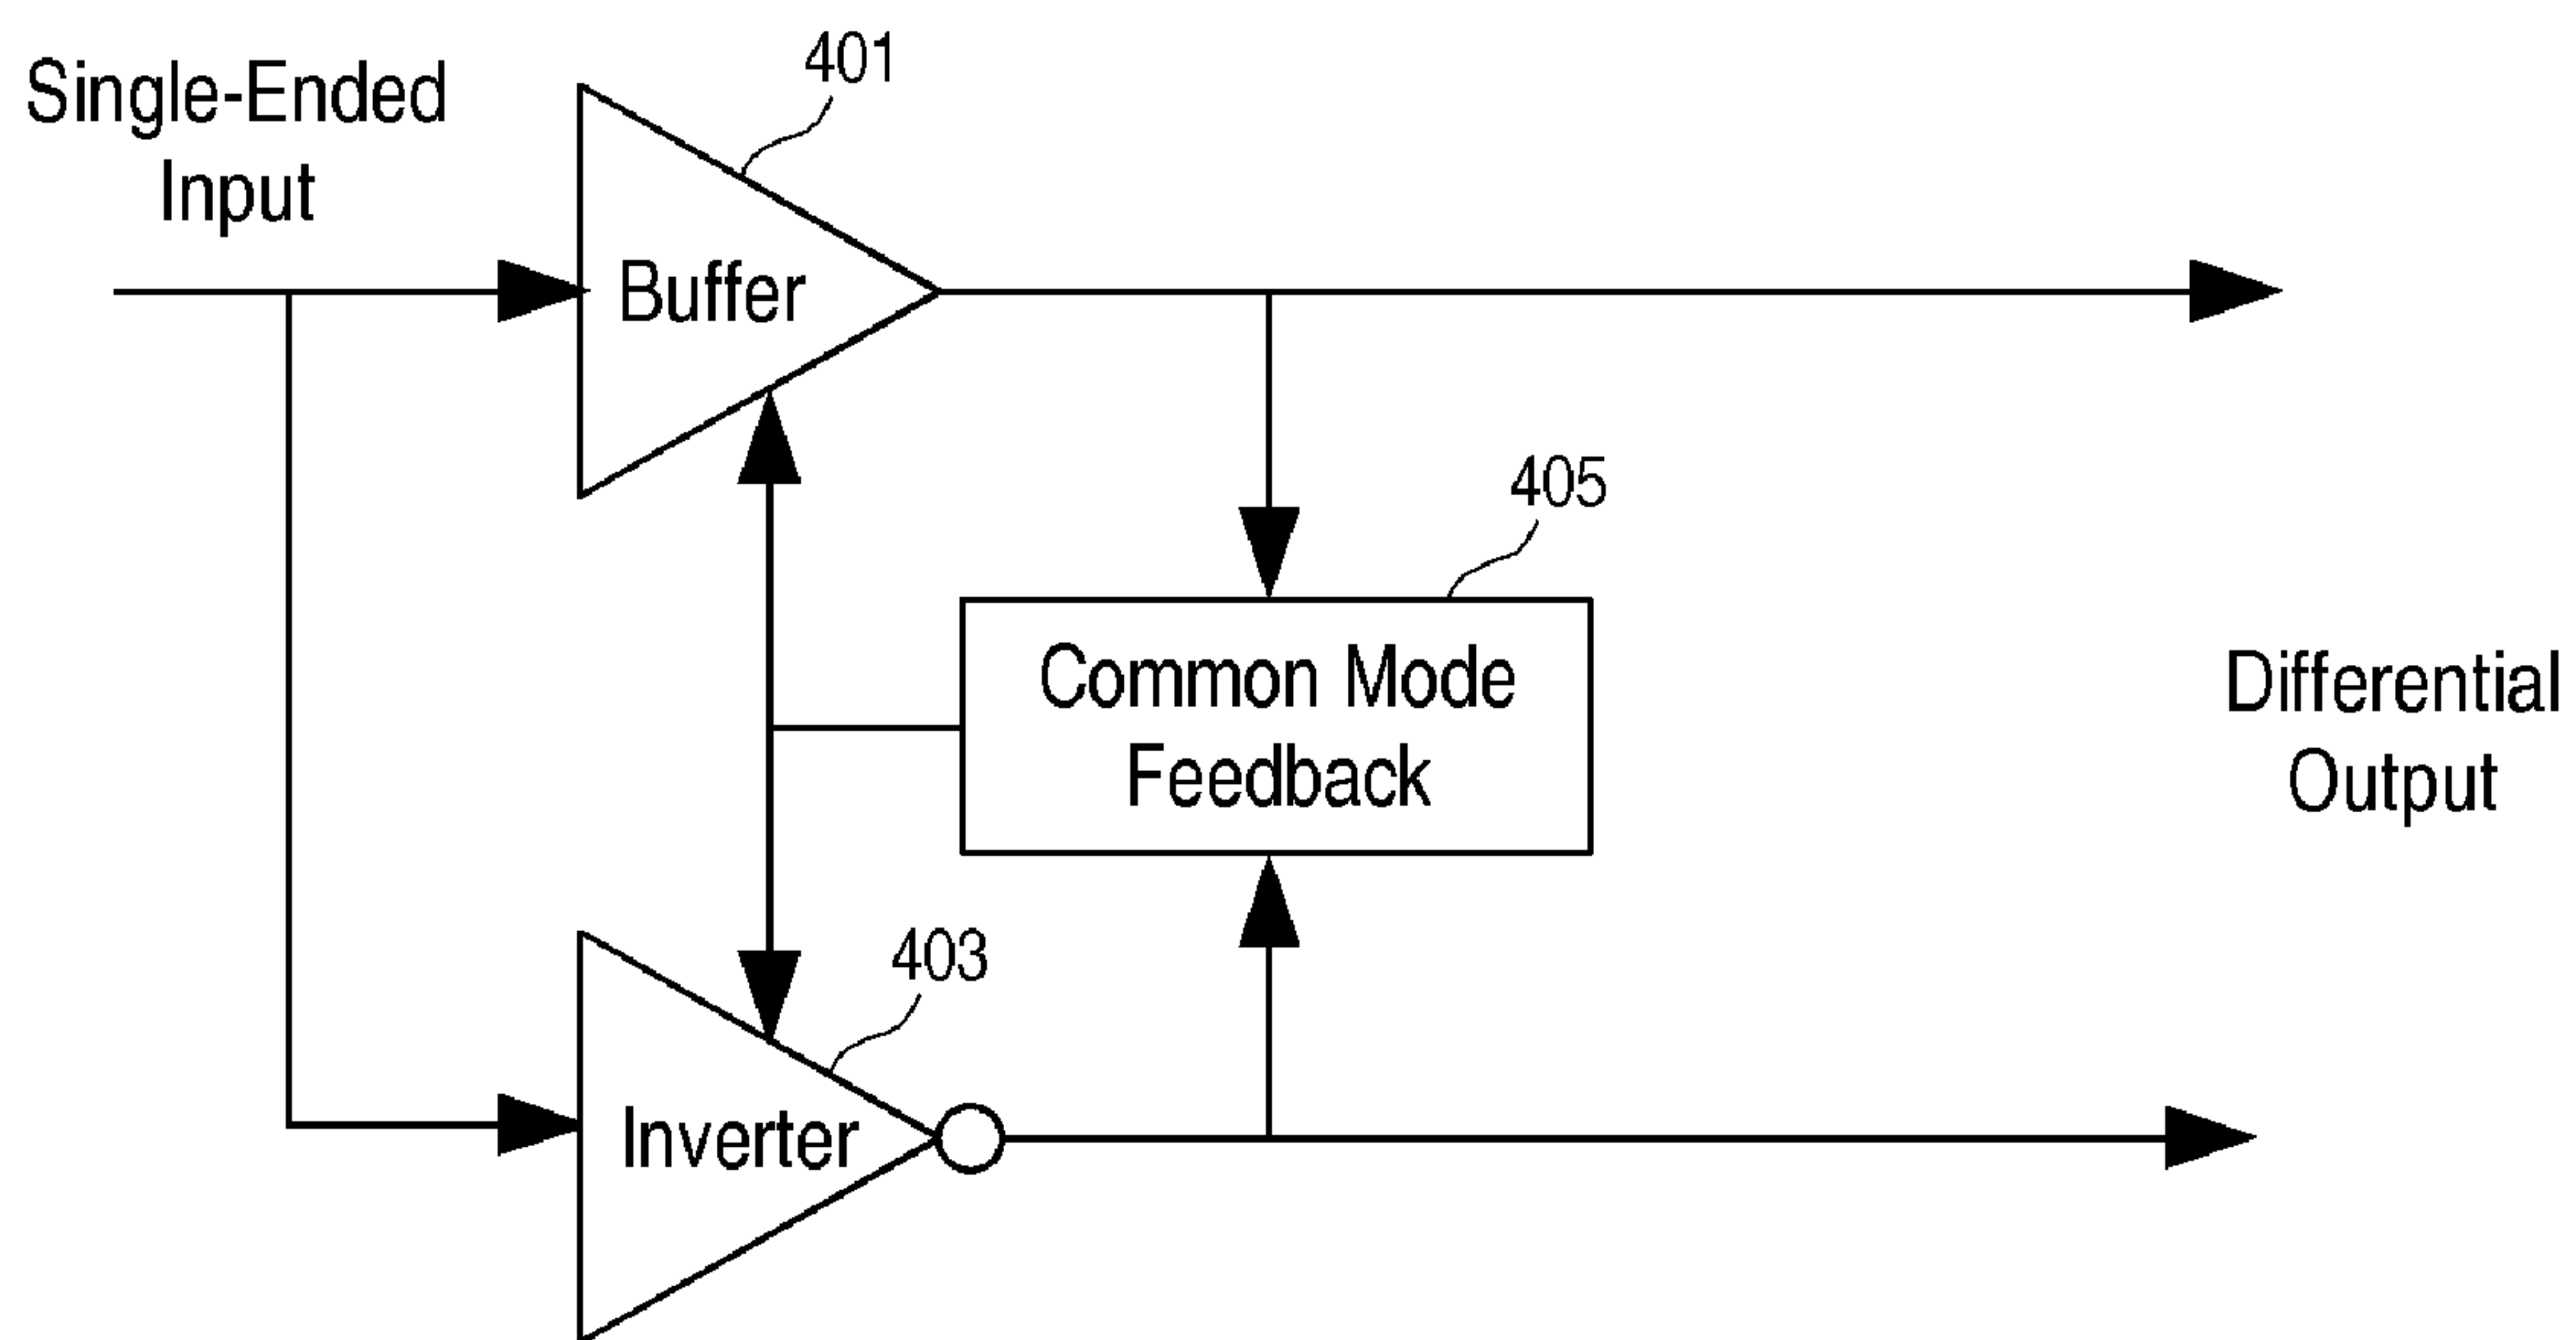 401
Single-Ended
Input
Buffer
405
Common Mode
Feedback
Differential
Output
403
Inverter